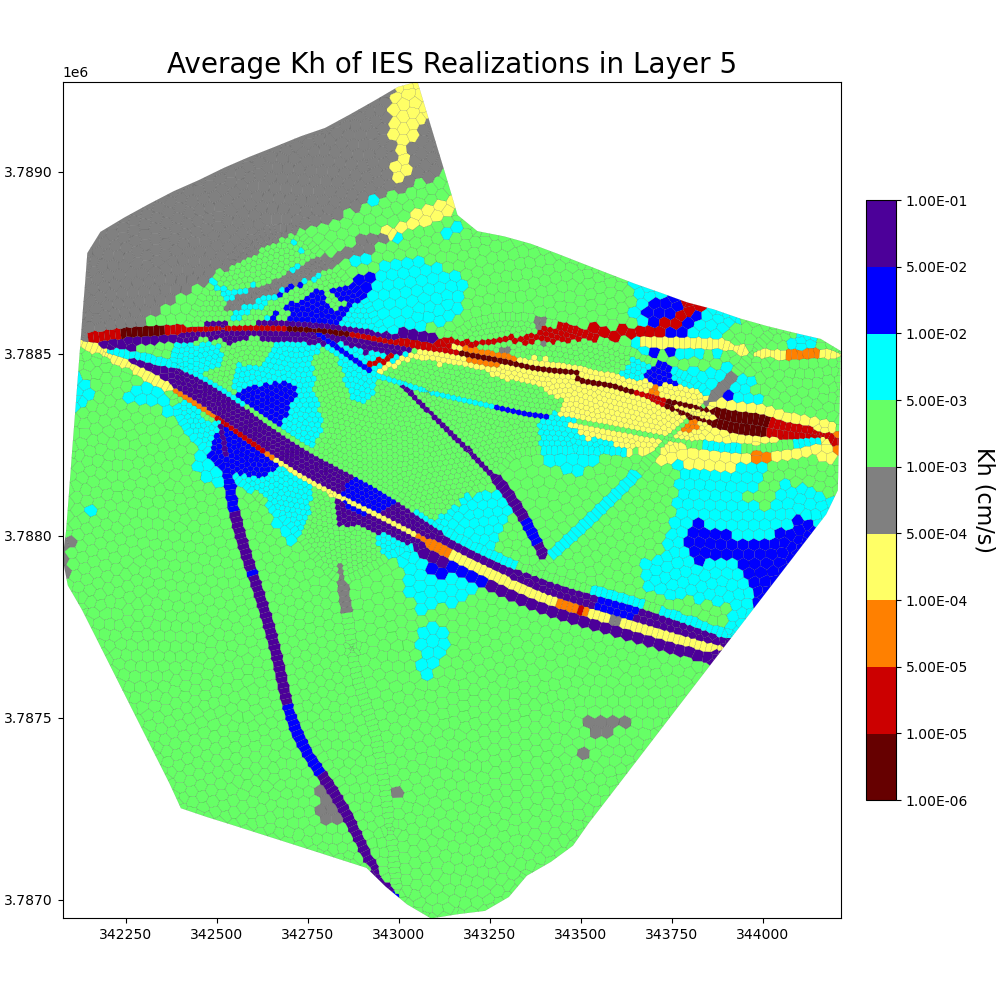 Average Kh of IES Realizations in Layer 5
1e6
3.7890
3.7885
3.7880
3.7875
3.7870
342250 342500 342750 343000 343250 343500 343750 344000
1.00E-01
5.00E-02
1.00E-02
5.00E-03
1.00E-03
5.00E-04
1.00E-04
5.00E-05
1.00E-05
1.00E-06
Kh (cm/s)